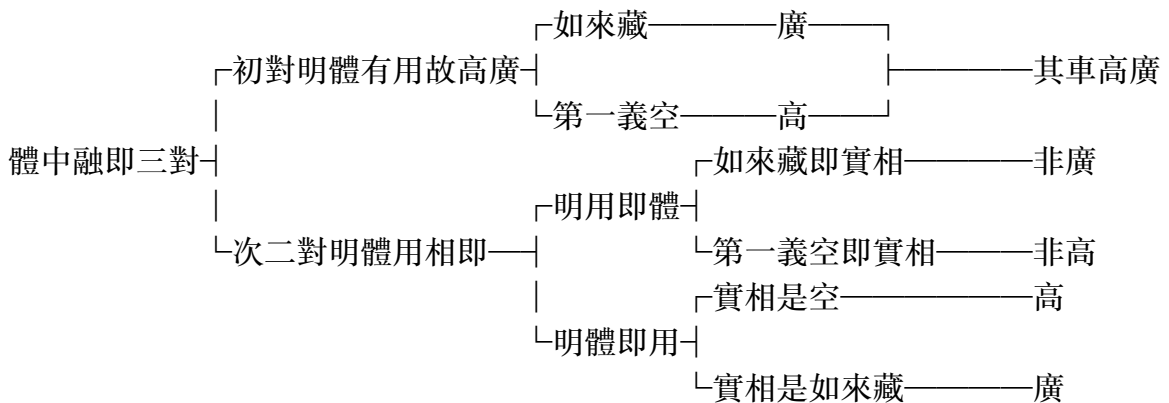 如來藏 廣
初對明體有用故高廣 其車高廣
第一義空 高
體中融即三對 如來藏即實相 非廣
明用即體
次二對明體用相即 第一義空即實相 非高
實相是空 高
明體即用
實相是如來藏 廣